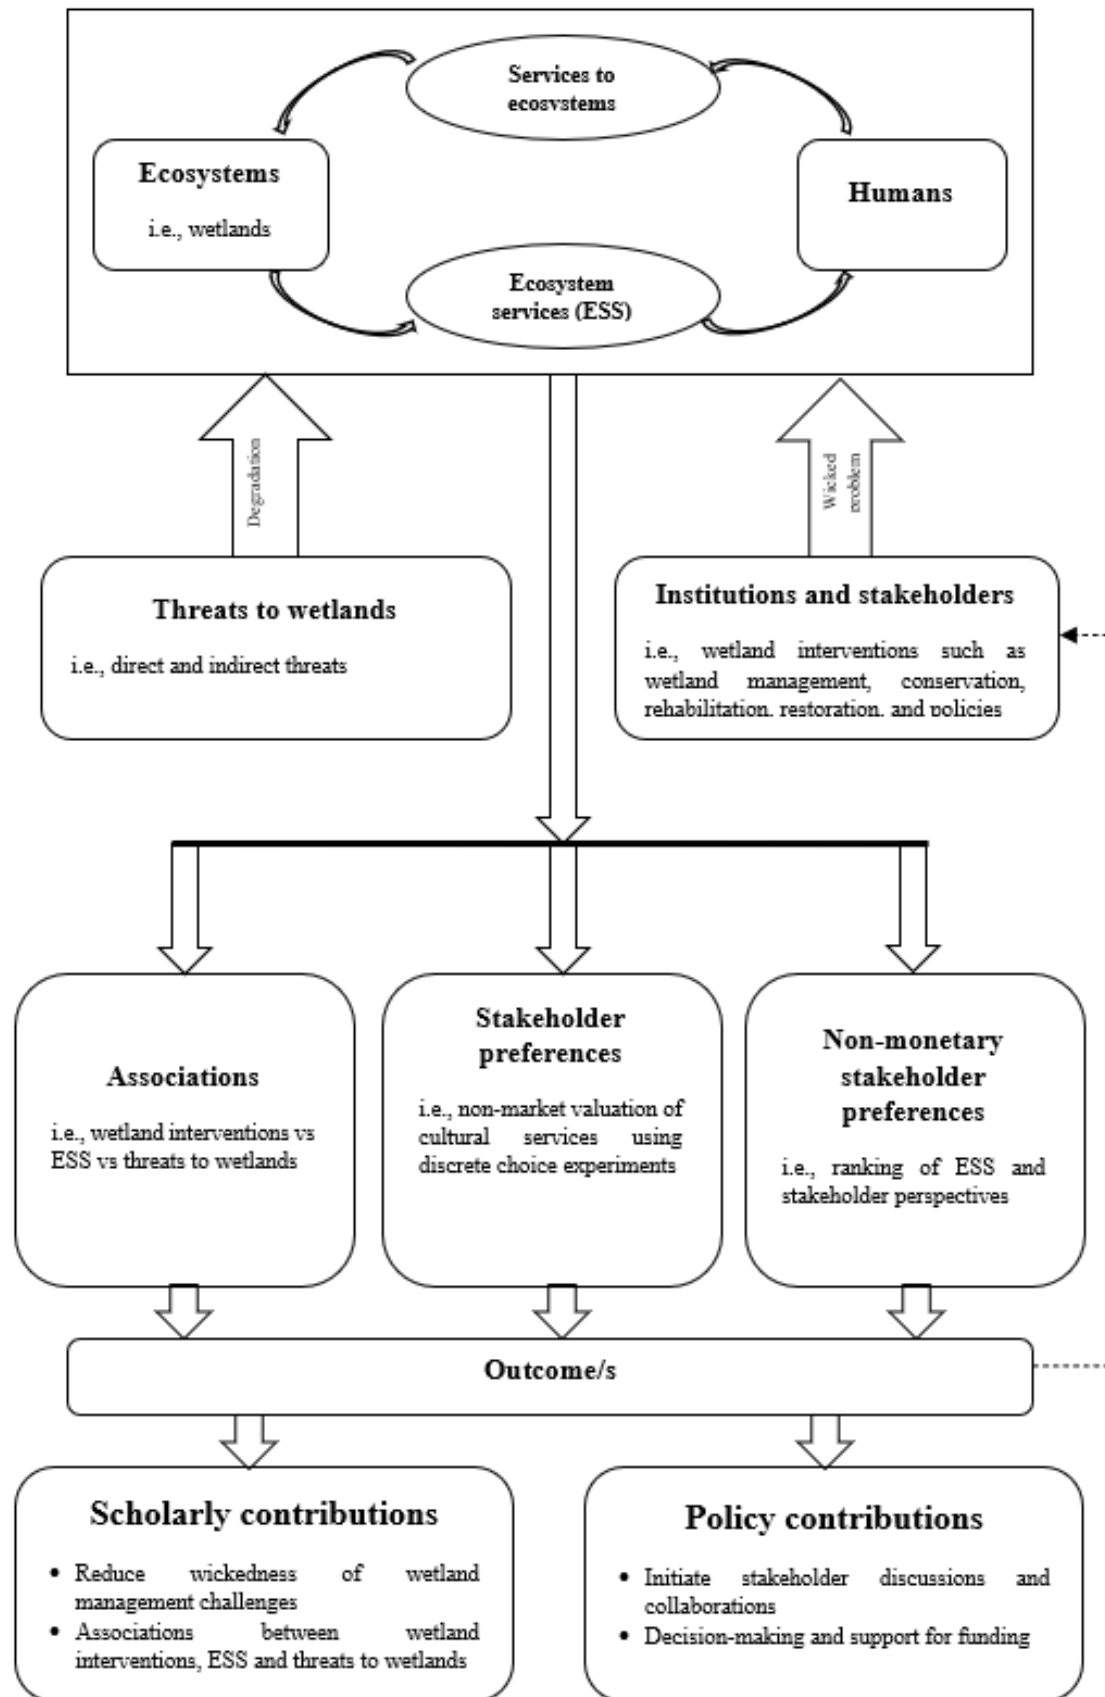 Services to
ecosystems
Ecosystems
i.e., wetlands
Humans
Ecosystem
services (ESS)
Degradation
Wicked
problem
Threats to wetlands
i.e., direct and indirect threats
Institutions and stakeholders
i.e., wetland interventions such as
wetland management, conservation,
rehabilitation, restoration, and policies
Associations
i.e., wetland interventions vs
ESS vs threats to wetlands
Stakeholder
preferences
i.e., non-market valuation of
cultural services using
discrete choice experiments
Non-monetary
stakeholder
preferences
i.e., ranking of ESS and
stakeholder perspectives
Outcome/s
Scholarly contributions
• Reduce wickedness of wetland
management challenges
• Associations between wetland
interventions, ESS and threats to wetlands
Policy contributions
• Initiate stakeholder discussions and
collaborations
• Decision-making and support for funding